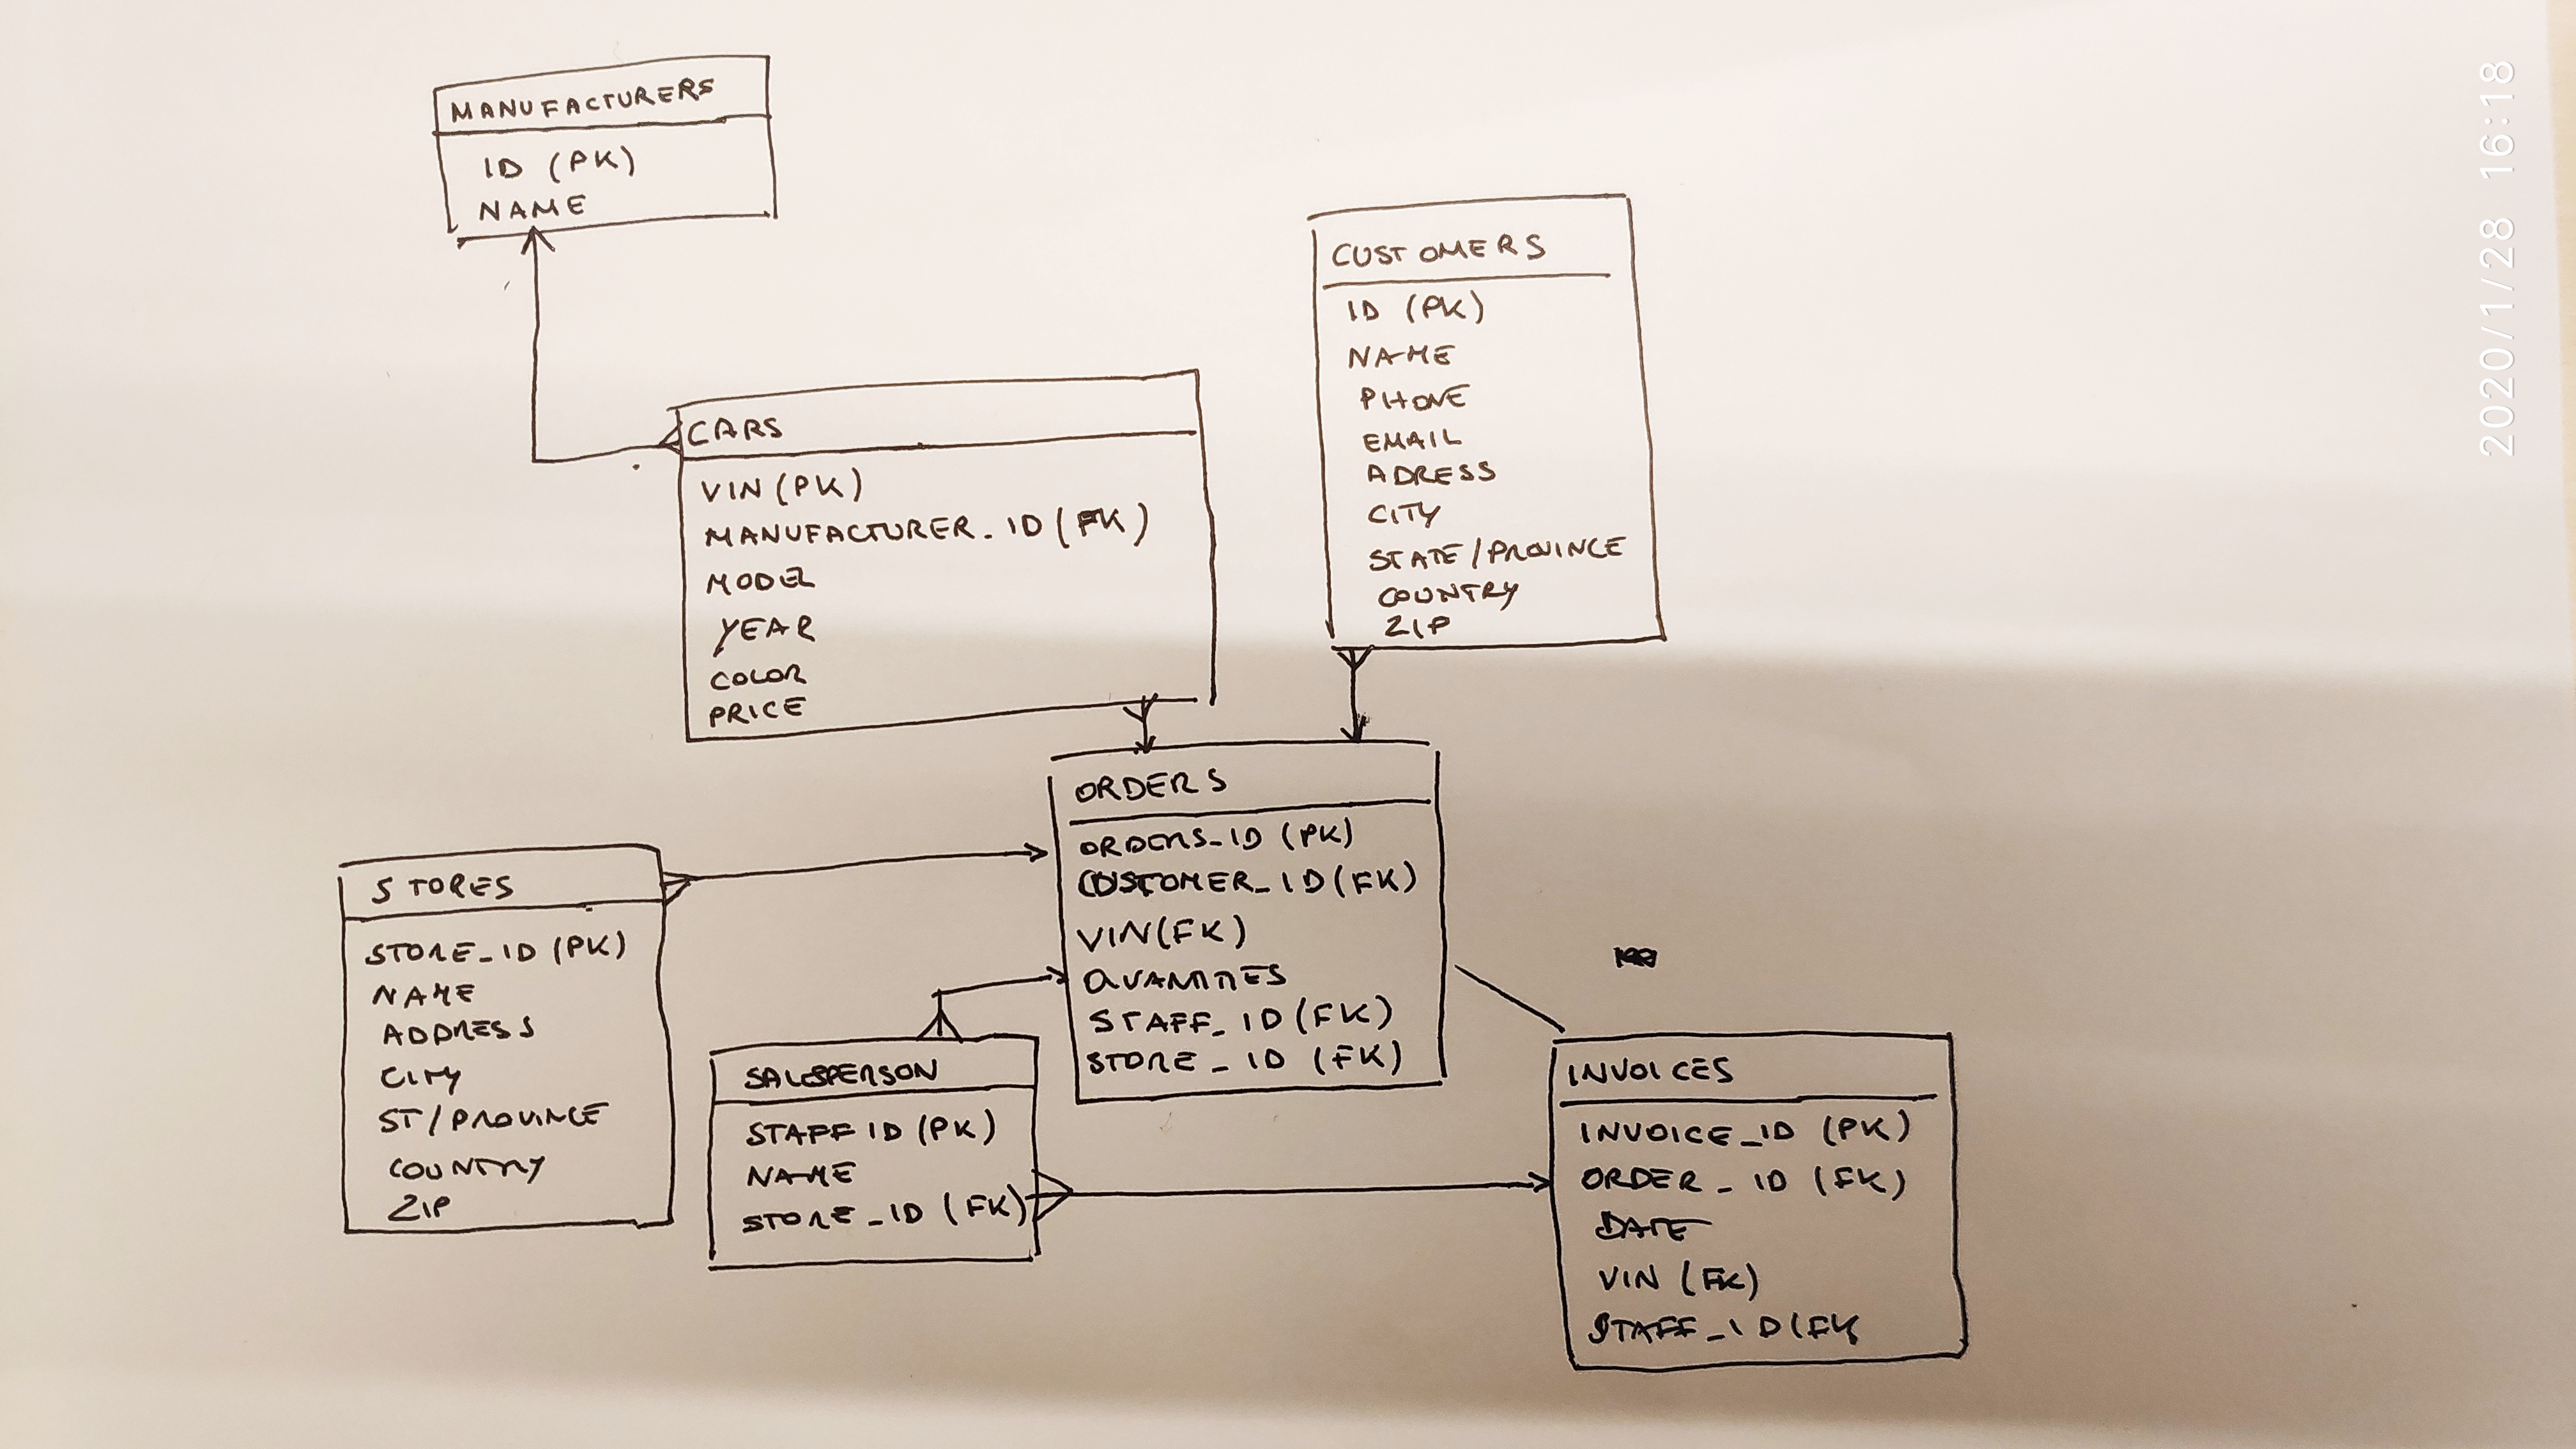 MANUFACTURERS
ID (PK)
NAME
CARS
VIN (PK)
MANUFACTURER_ID (FK)
MODEL
YEAR
COLOR
PRICE
CUSTOMERS
ID (PK)
NAME
PHONE
EMAIL
ADRESS
CITY
STATE/PROVINCE
COUNTRY
ZIP
STORES
STORE_ID (PK)
NAME
ADDRESS
CITY
ST/PROVINCE
COUNTRY
ZIP
ORDERS
ORDERS_ID (PK)
CUSTOMER_ID (FK)
VIN (FK)
QUANTITES
STAFF_ID (FK)
STORE_ID (FK)
SALESPERSON
STAFF ID (PK)
NAME
STORE_ID (FK)
INVOICES
INVOICE_ID (PK)
ORDER_ID (FK)
DATE
VIN (FK)
STAFF_ID (FK
2020/1/28 16:18